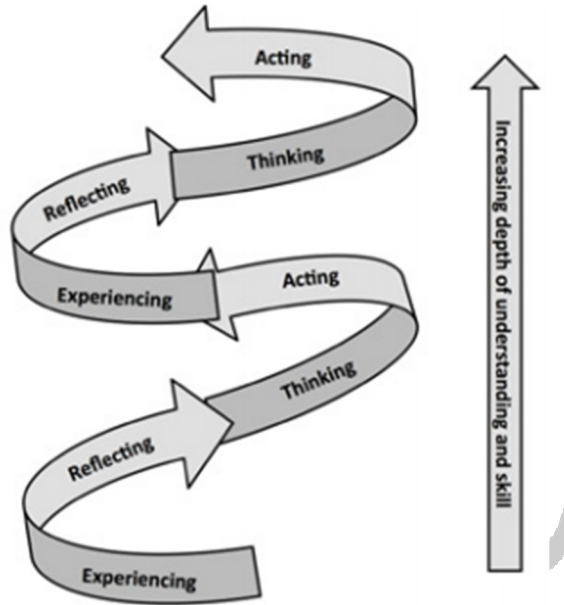 Acting
Thinking
Reflecting
Experiencing
Acting
Thinking
Reflecting
Experiencing
Increasing depth of understanding and skill